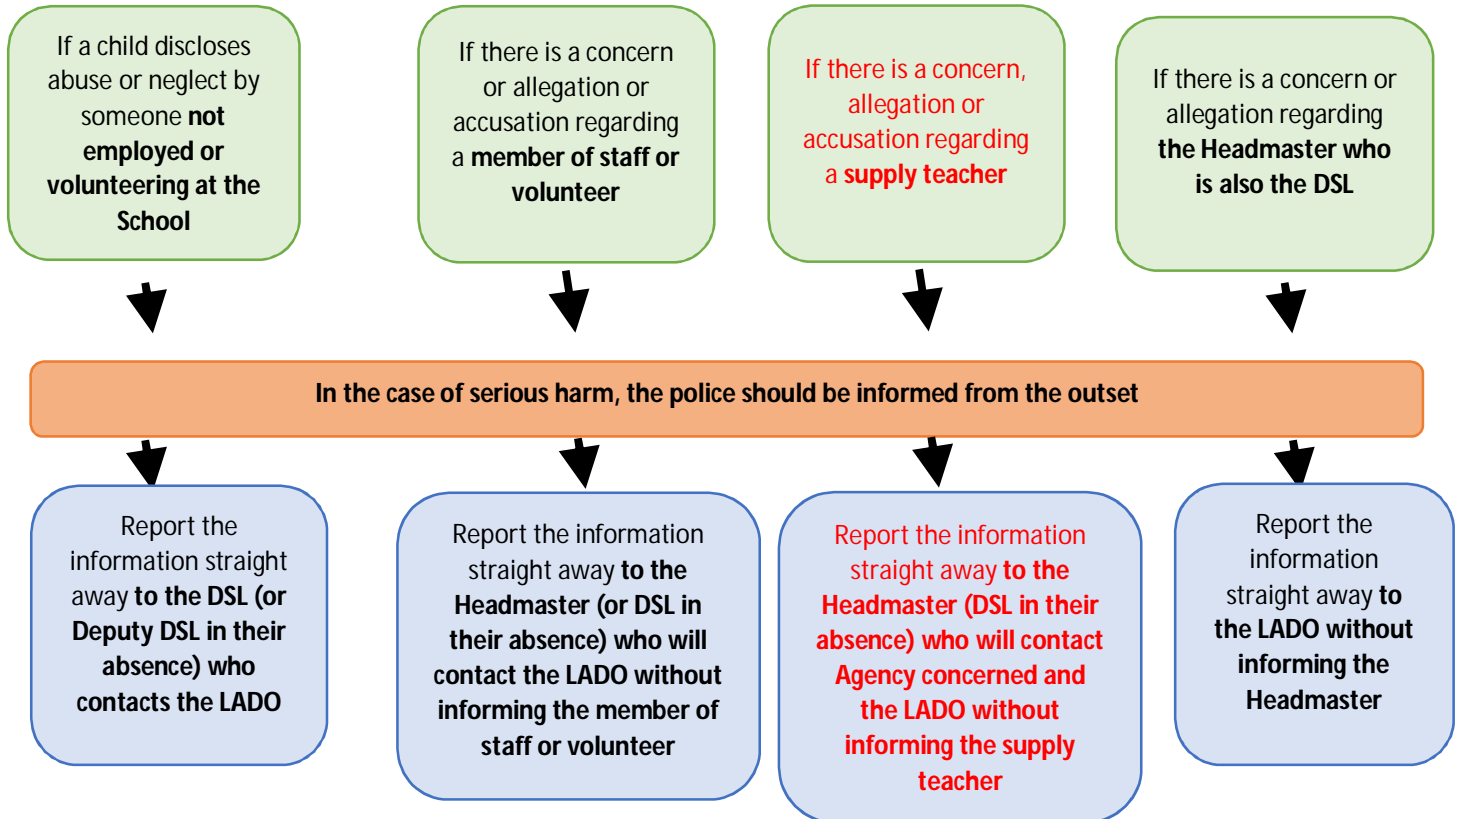 If a child discloses
abuse or neglect by
someone not
employed or
volunteering at the
School
If there is a concern
or allegation or
accusation regarding
a member of staff or
volunteer
If there is a concern,
allegation or
accusation regarding
a supply teacher
If there is a concern or
allegation regarding
the Headmaster who
is also the DSL
In the case of serious harm, the police should be informed from the outset
Report the
information straight
away to the DSL (or
Deputy DSL in their
absence) who
contacts the LADO
Report the information
straight away to the
Headmaster (or DSL in
their absence) who will
contact the LADO without
informing the member of
staff or volunteer
Report the information
straight away to the
Headmaster (DSL in their
absence) who will contact
Agency concerned and
the LADO without
informing the supply
teacher
Report the
information
straight away to
the LADO without
informing the
Headmaster